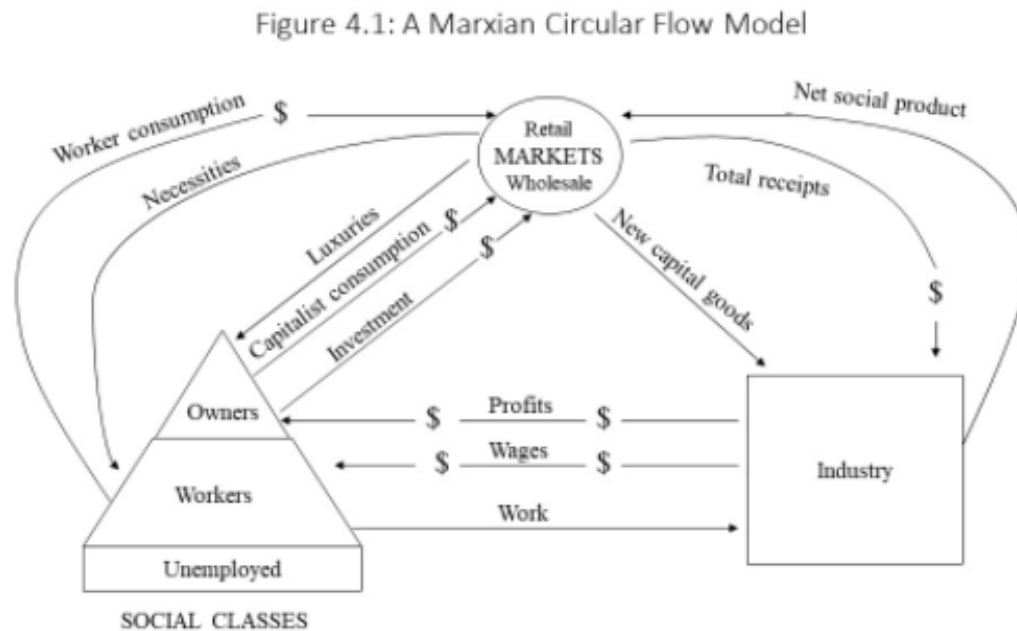 Figure 4.1: A Marxian Circular Flow Model
Worker consumption
$
Net social product
Retail
MARKETS
Wholesale
Necessities
Total receipts
Luxuries
Capitalist consumption
$
Investment
$
New capital goods
$
Owners
$ Profits $
$ Wages $
Workers
Industry
Work
Unemployed
SOCIAL CLASSES